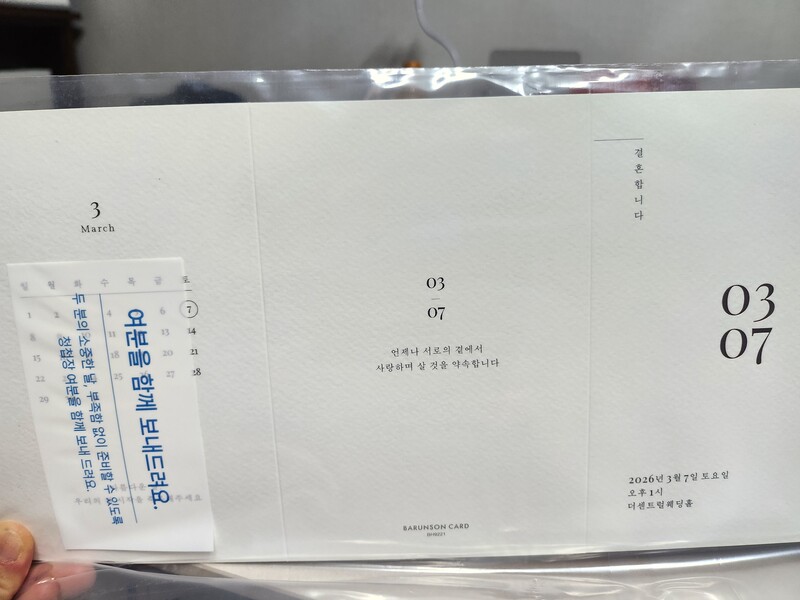 3
March
일 월 화 수 목 금 토
1 2 4 6 7
8 11 13 14
15 18 20 21
22 25 27 28
29
여분을 함께 보내드려요.
두 분의 소중한 날, 부족함 없이 준비할 수 있도록
청첩장 여분을 함께 보내 드려요.
우리의
03
07
언제나 서로의 곁에서
사랑하며 살 것을 약속합니다
BARUNSON CARD
BH9221
결혼합니다
03
07
2026년 3월 7일 토요일
오후 1시
더센트럴웨딩홀